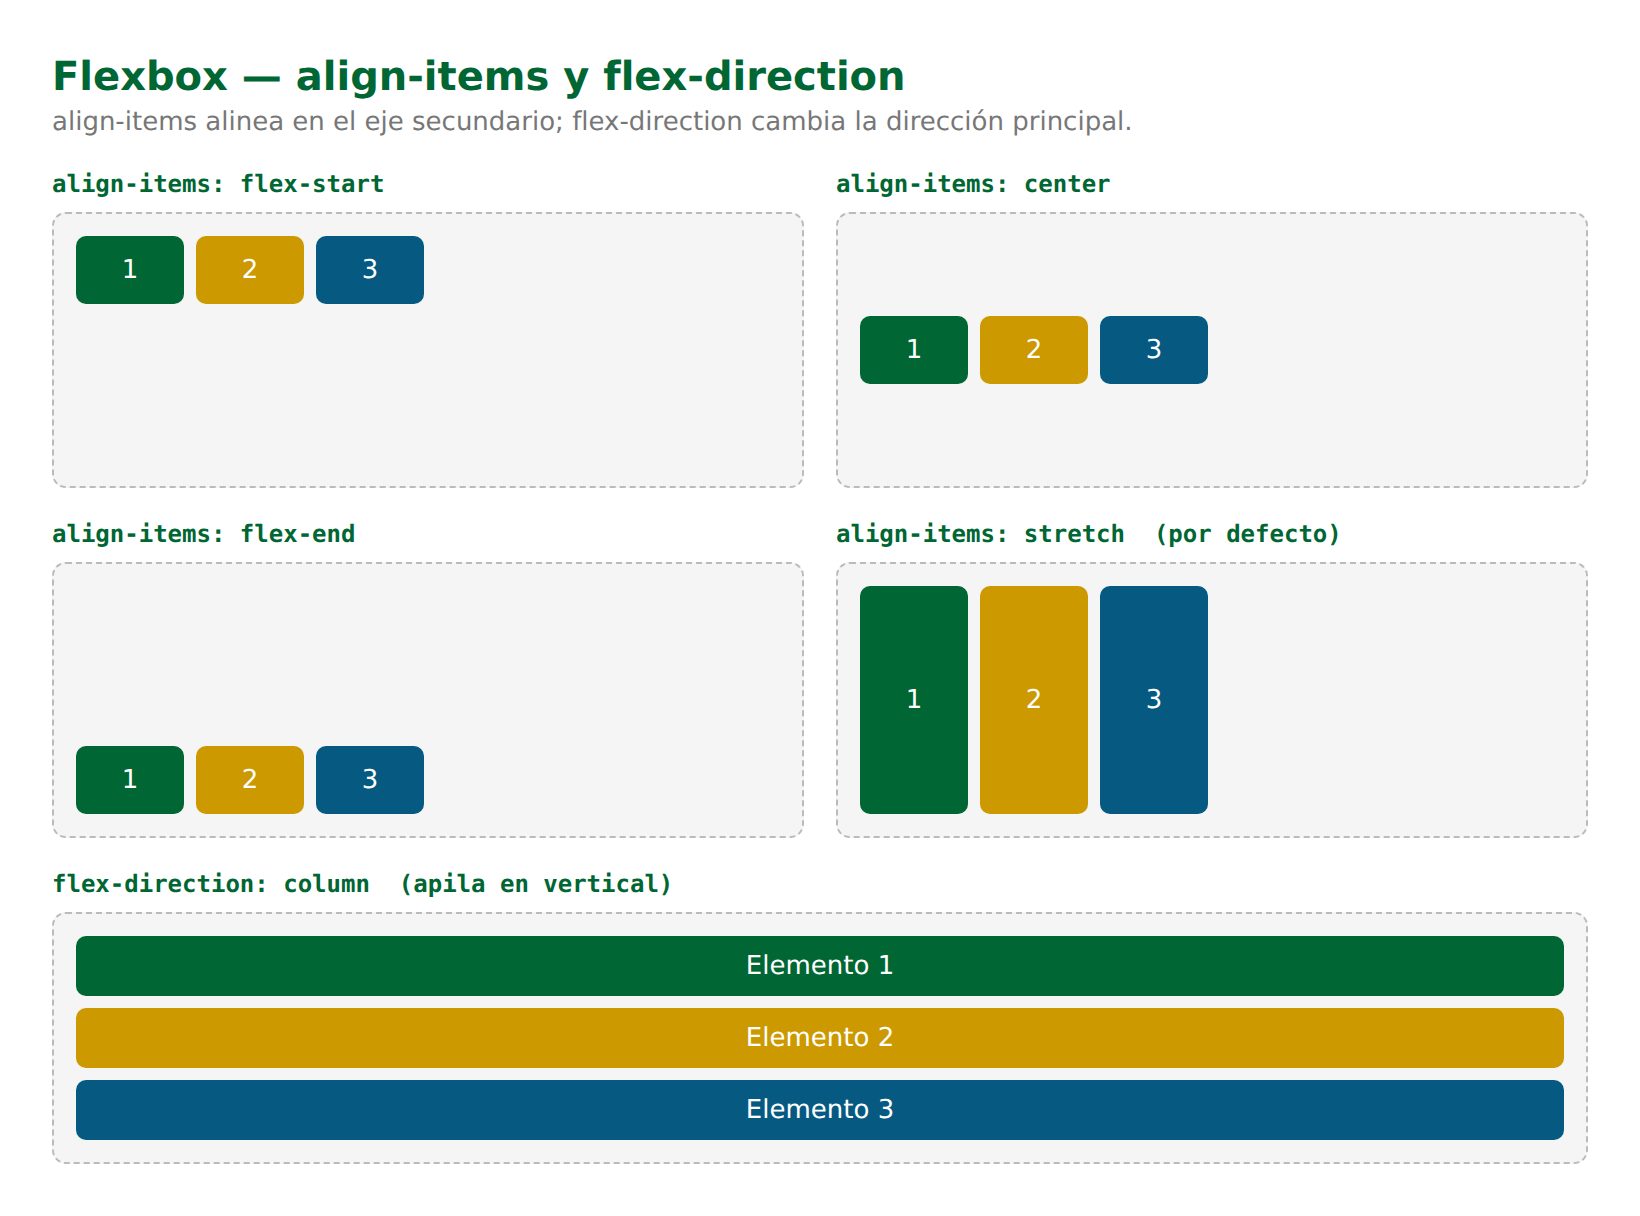 Flexbox — align-items y flex-direction
align-items alinea en el eje secundario; flex-direction cambia la dirección principal.
align-items: flex-start
1 2 3
align-items: center
1 2 3
align-items: flex-end
1 2 3
align-items: stretch (por defecto)
1 2 3
flex-direction: column (apila en vertical)
Elemento 1
Elemento 2
Elemento 3